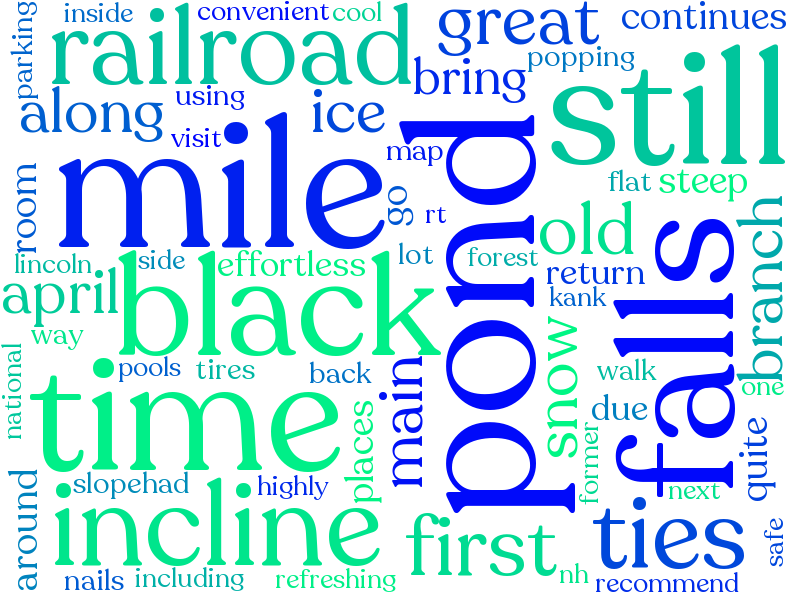 parking
inside
convenient
cool
great
continues
railroad
popping
bring
along
using
ice
still
visit
map
mile
pond
room
go
rt
flat
steep
old
branch
falls
lincoln
side
effortless
lot
forest
return
april
black
kank
way
snow
national
pools
tires
back
main
walk
one
time
places
due
former
quite
around
slopehad
highly
next
incline
first
ties
safe
nails
including
refreshing
nh
recommend